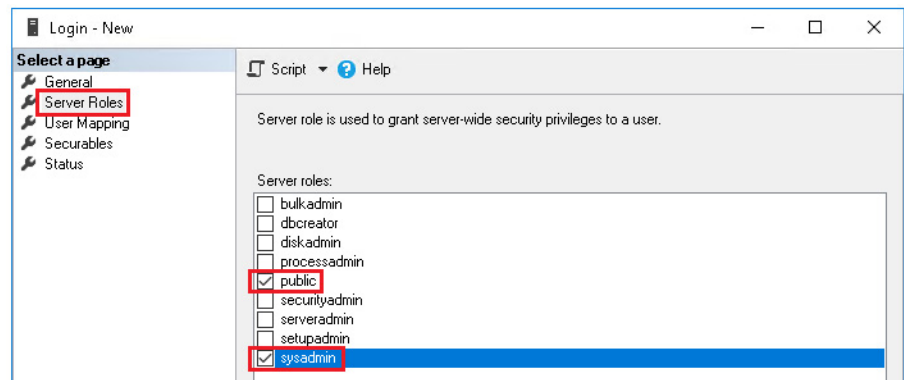 Login - New
Select a page
General
Server Roles
User Mapping
Securables
Status
Script
Help
Server role is used to grant server-wide security privileges to a user.
Server roles:
bulkadmin
dbcreator
diskadmin
processadmin
public
securityadmin
serveradmin
setupadmin
sysadmin